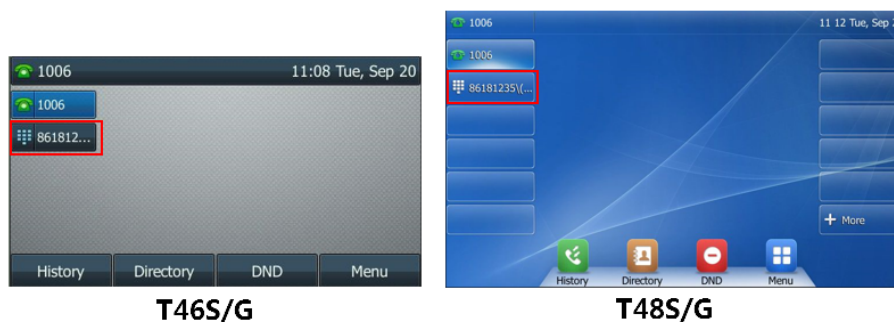 1006 11:08 Tue, Sep 20
1006
861812...
History Directory DND Menu
T46S/G
1006 11 12 Tue, Sep
1006
86181235\(...
+ More
History Directory DND Menu
T48S/G